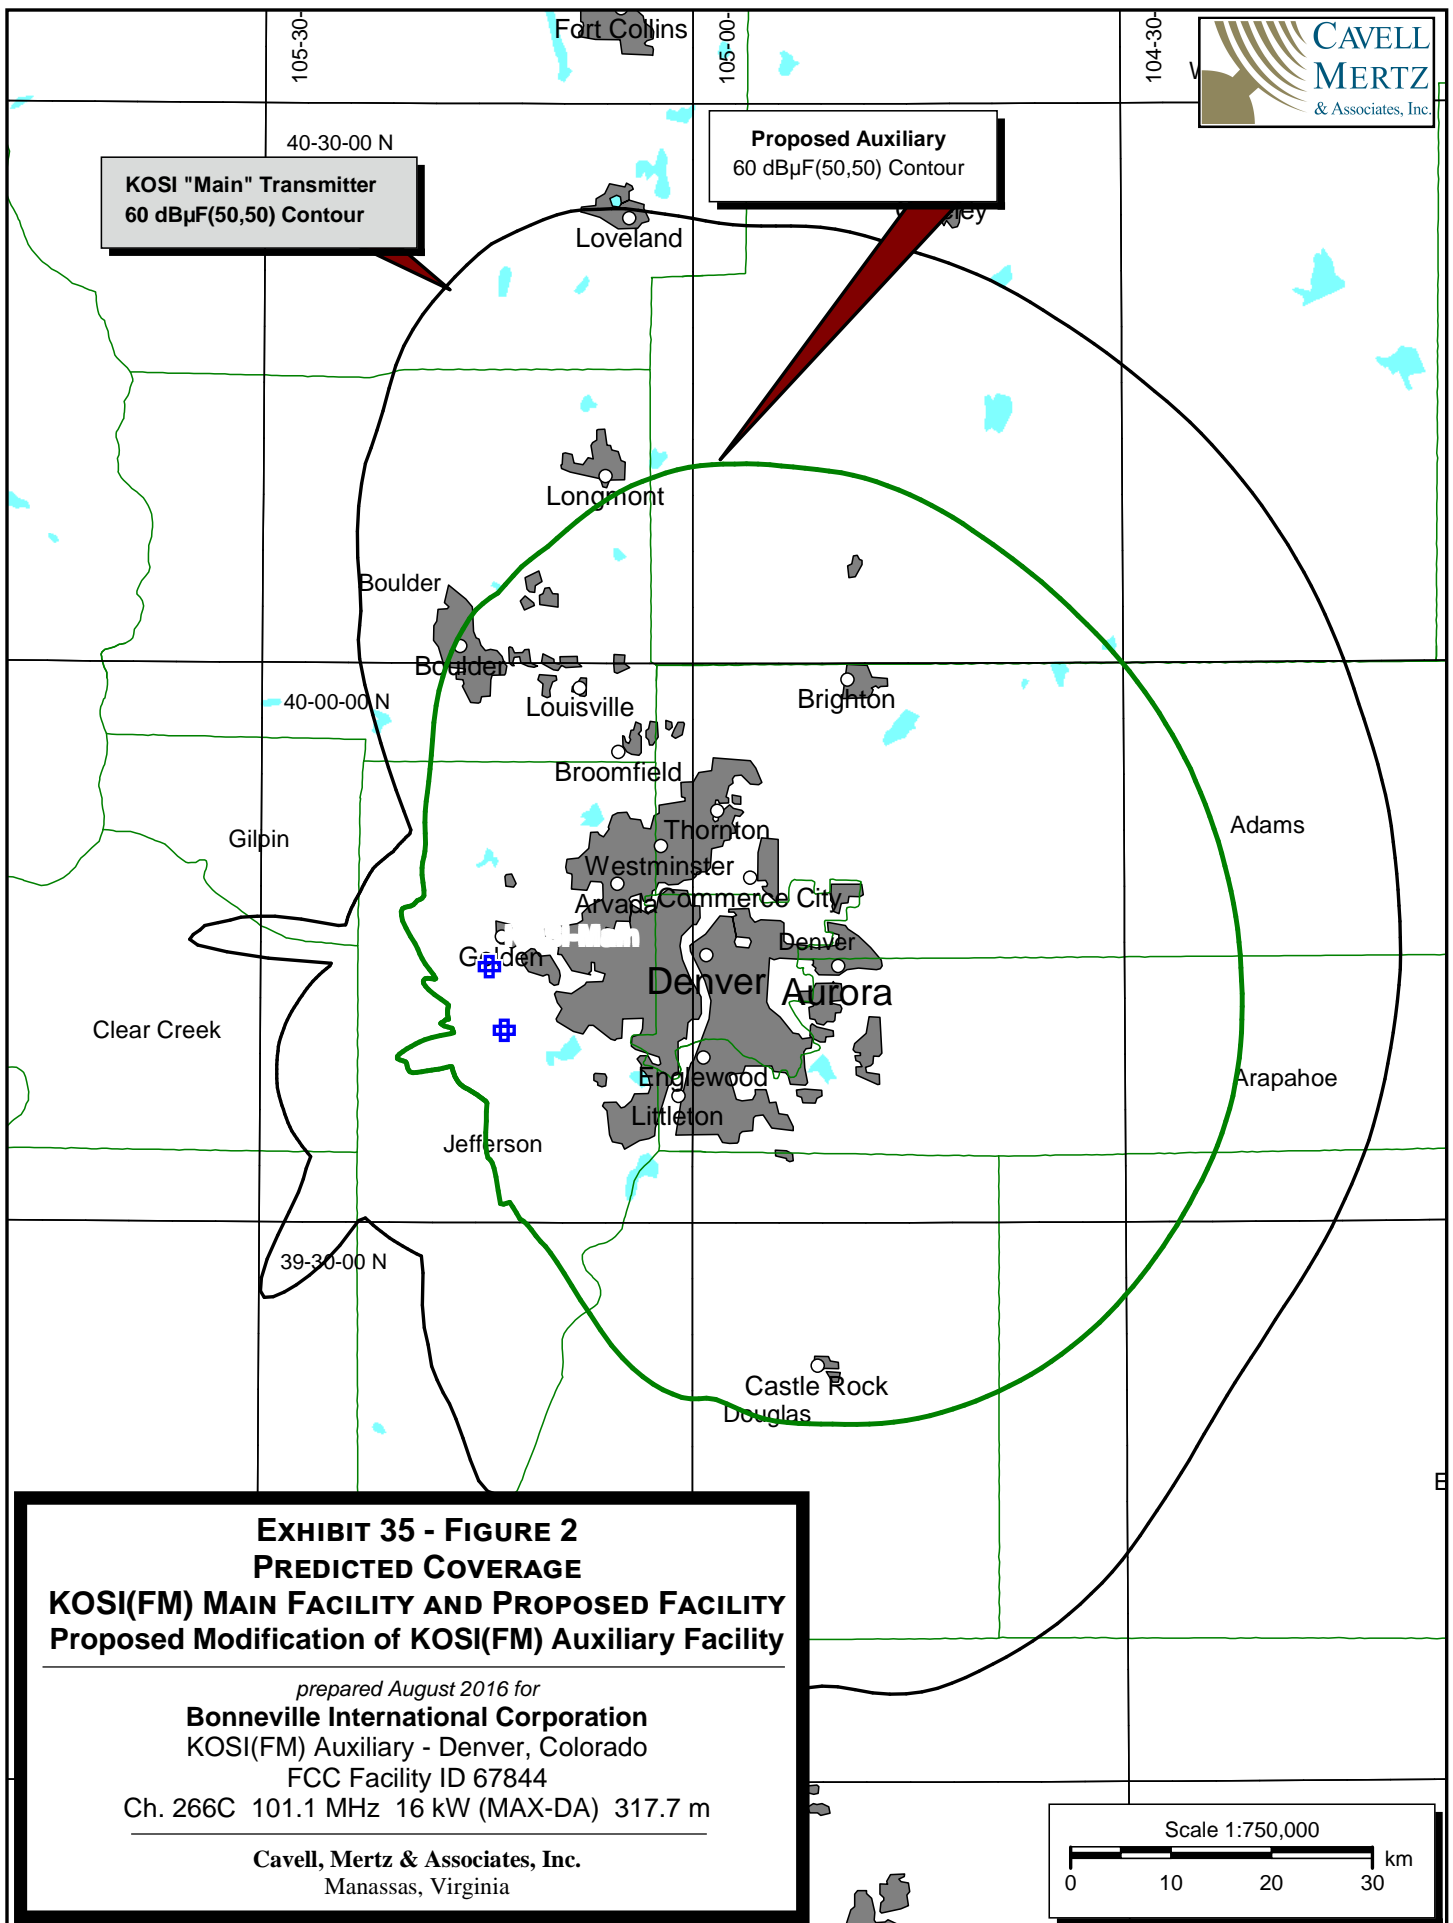 Fort Collins
105-30-
105-00-
104-30-
CAVELL
MERTZ
& Associates, Inc.
40-30-00 N
KOSI "Main" Transmitter
60 dBµF(50,50) Contour
Proposed Auxiliary
60 dBµF(50,50) Contour
Loveland
Longmont
Boulder
Boulder
Louisville
Brighton
40-00-00 N
Broomfield
Thornton
Adams
Gilpin
Westminster
Arvada
Commerce City
Denver
Golden
Denver
Aurora
Clear Creek
Englewood
Arapahoe
Littleton
Jefferson
39-30-00 N
Castle Rock
Douglas
E
EXHIBIT 35 - FIGURE 2
PREDICTED COVERAGE
KOSI(FM) MAIN FACILITY AND PROPOSED FACILITY
Proposed Modification of KOSI(FM) Auxiliary Facility
prepared August 2016 for
Bonneville International Corporation
KOSI(FM) Auxiliary - Denver, Colorado
FCC Facility ID 67844
Ch. 266C 101.1 MHz 16 kW (MAX-DA) 317.7 m
Cavell, Mertz & Associates, Inc.
Manassas, Virginia
Scale 1:750,000
km
0 10 20 30